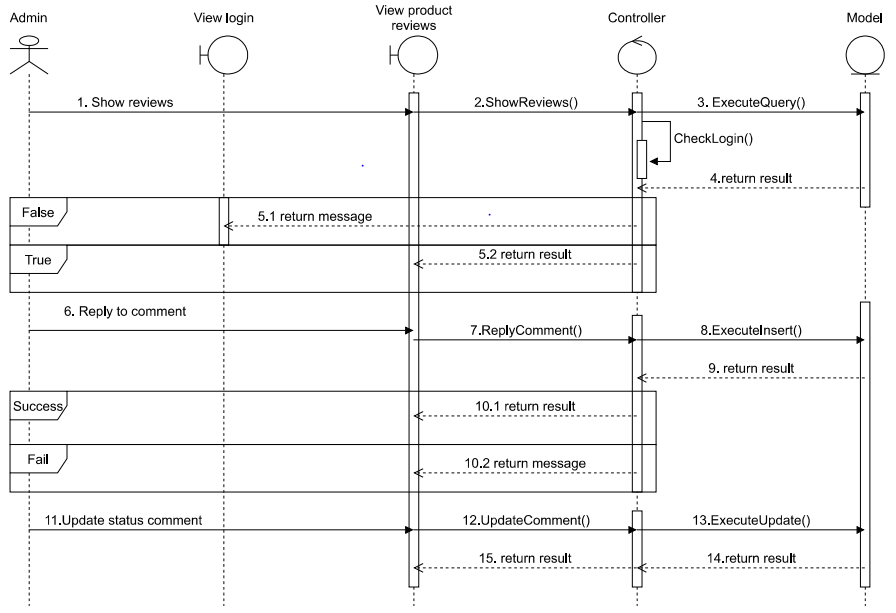 Admin
View login
View product
reviews
Controller
Model
1. Show reviews
2.ShowReviews()
3. ExecuteQuery()
CheckLogin()
4.return result
False
5.1 return message
True
5.2 return result
6. Reply to comment
7.ReplyComment()
8.ExecuteInsert()
9. return result
Success
10.1 return result
Fail
10.2 return message
11.Update status comment
12.UpdateComment()
13.ExecuteUpdate()
15. return result
14.return result